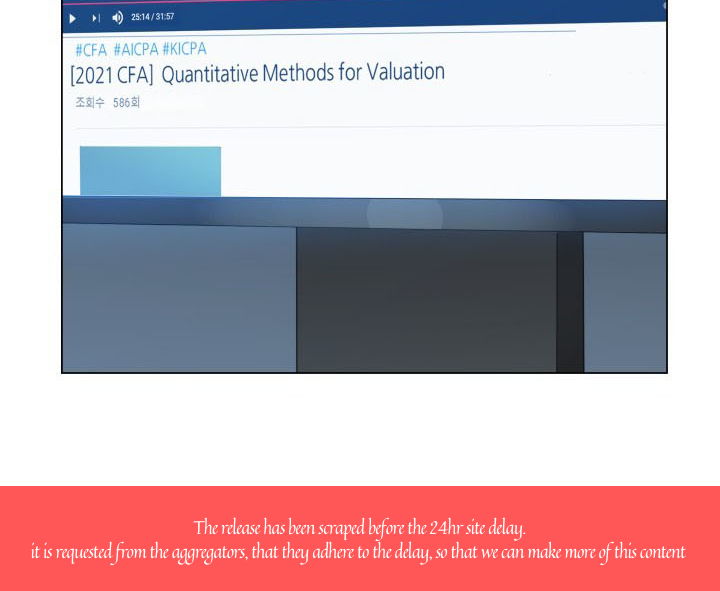 25:14 / 31:57
#CFA #AICPA #KICPA
[2021 CFA] Quantitative Methods for Valuation
조회수 586회
The release has been scraped before the 24hr site delay.
it is requested from the aggregators, that they adhere to the delay, so that we can make more of this content